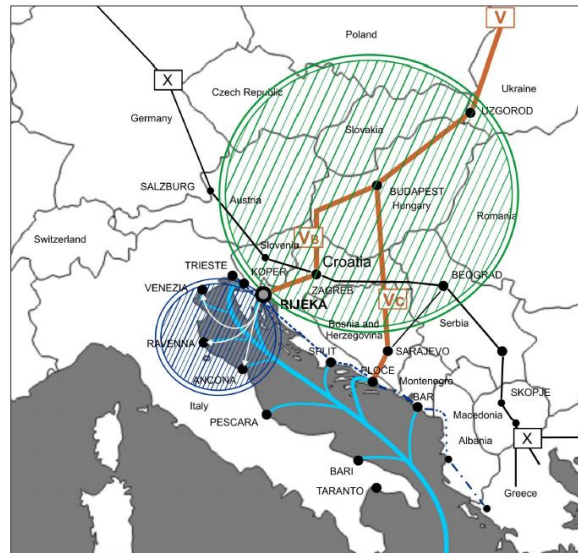 V
Poland
X
Czech Republic
Ukraine
UZGOROD
Germany
Slovakia
SALZBURG
Austria
BUDAPEST
Hungary
Romania
Switzerland
VB
Slovenia
TRIESTE
KOPER
Croatia
BEOGRAD
VENEZIA
ZAGREB
RIJEKA
VC
Bosnia and
Herzegovina
Serbia
RAVENNA
SPLIT
SARAJEVO
ANCONA
PLOCE
Montenegro
SKOPJE
Italy
BAR
PESCARA
Macedonia
X
Albania
BARI
TARANTO
Greece